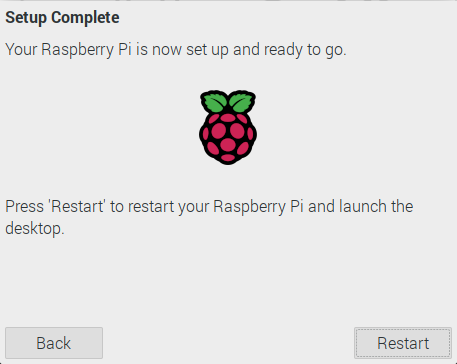 Setup Complete
Your Raspberry Pi is now set up and ready to go.
Press 'Restart' to restart your Raspberry Pi and launch the
desktop.
Back
Restart